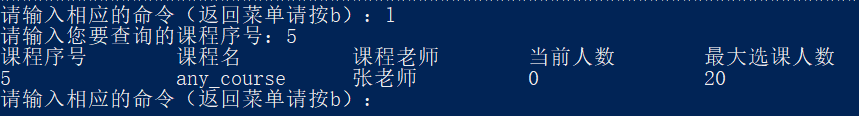 请输入相应的命令（返回菜单请按b）：l
请输入您要查询的课程序号：5
课程序号 课程名 课程老师 当前人数 最大选课人数
5 any_course 张老师 0 20
请输入相应的命令（返回菜单请按b）：